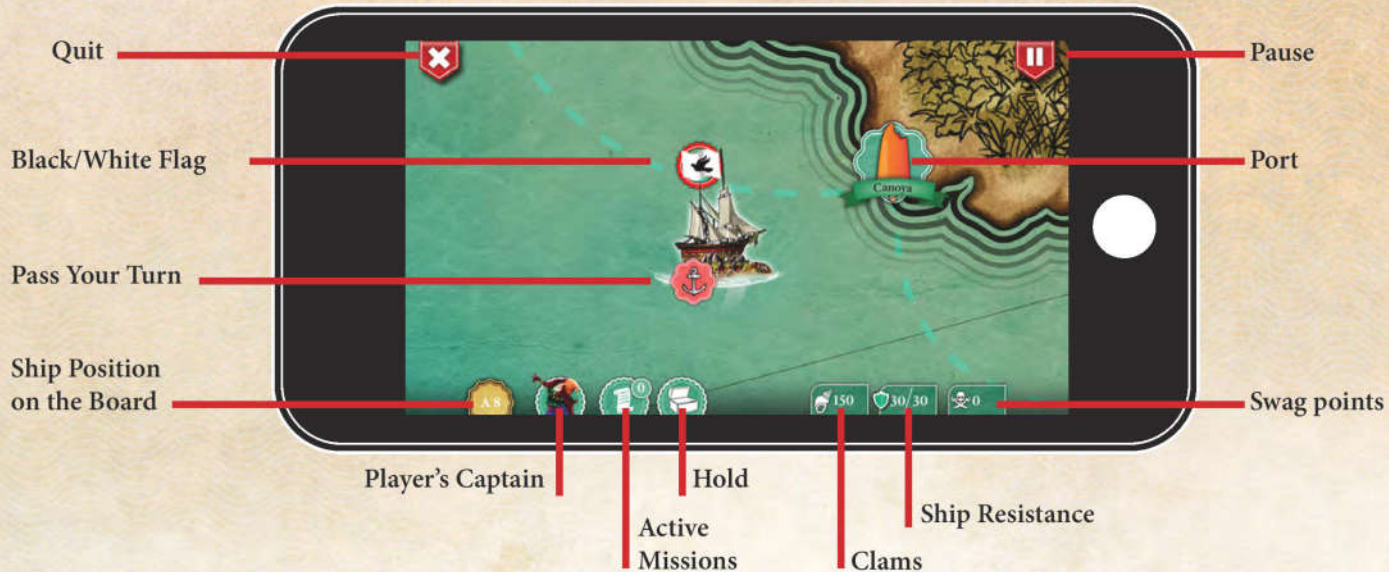 Quit
Pause
Black/White Flag
Port
Canoya
Pass Your Turn
Ship Position
on the Board
A 8
0
150
30/30
0
Swag points
Player's Captain
Hold
Ship Resistance
Active
Missions
Clams